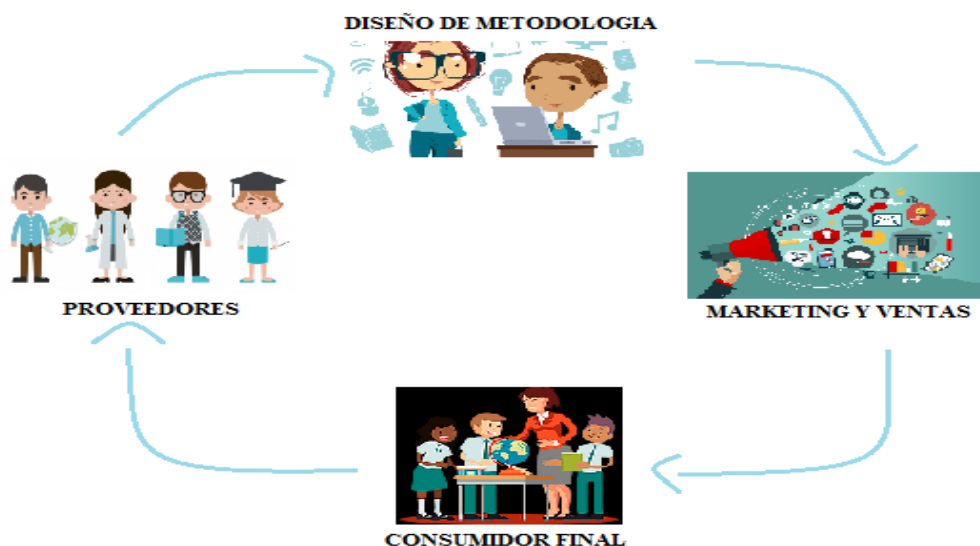 DISEÑO DE METODOLOGIA
PROVEEDORES
MARKETING Y VENTAS
CONSUMIDOR FINAL